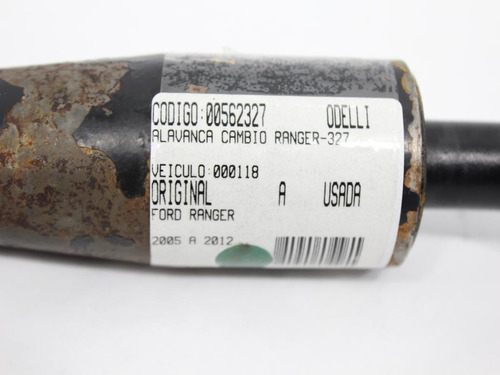 CODIGO:00562327 ODELLI
ALAVANCA CAMBIO RANGER-327
VEICULO:000118
ORIGINAL A USADA
FORD RANGER
2005 A 2012